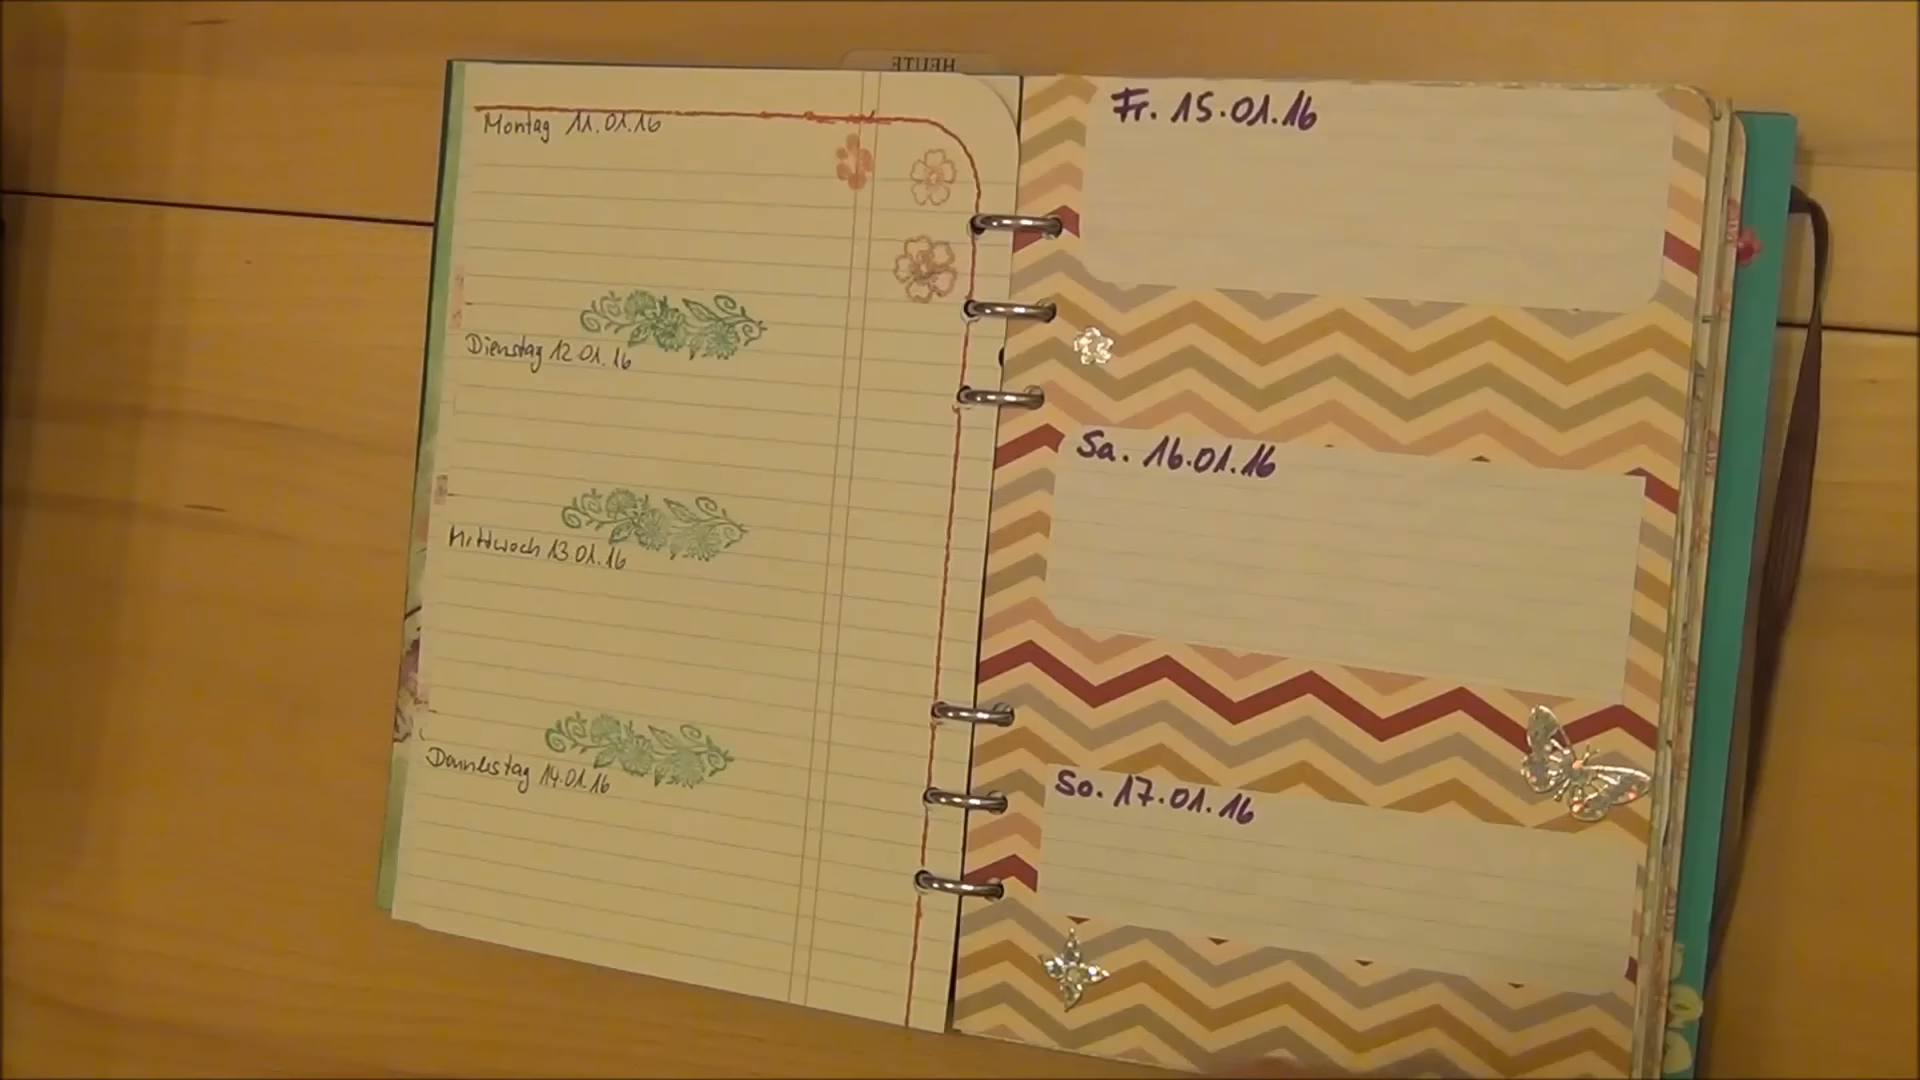 HEUTE
Montag 11.01.16
Dienstag 12.01.16
Mittwoch 13.01.16
Donnerstag 14.01.16
Fr. 15.01.16
Sa. 16.01.16
So. 17.01.16